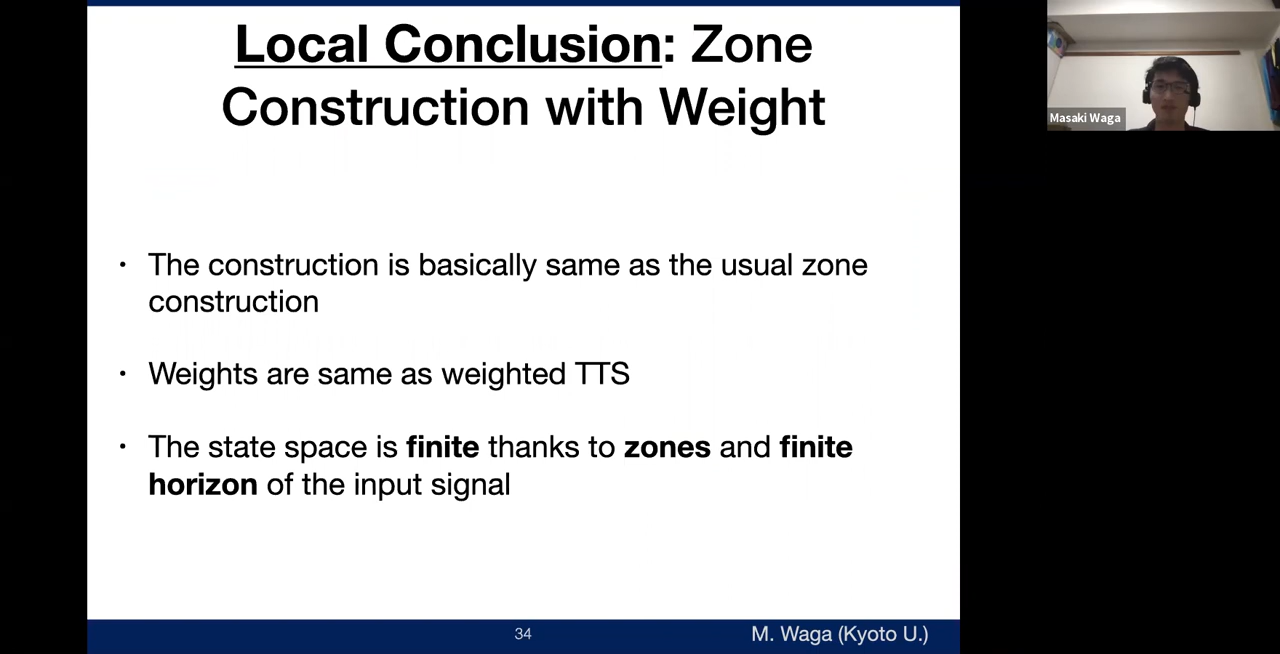 Local Conclusion: Zone
Construction with Weight
• The construction is basically same as the usual zone
construction
• Weights are same as weighted TTS
• The state space is finite thanks to zones and finite
horizon of the input signal
34
M. Waga (Kyoto U.)
Masaki Waga